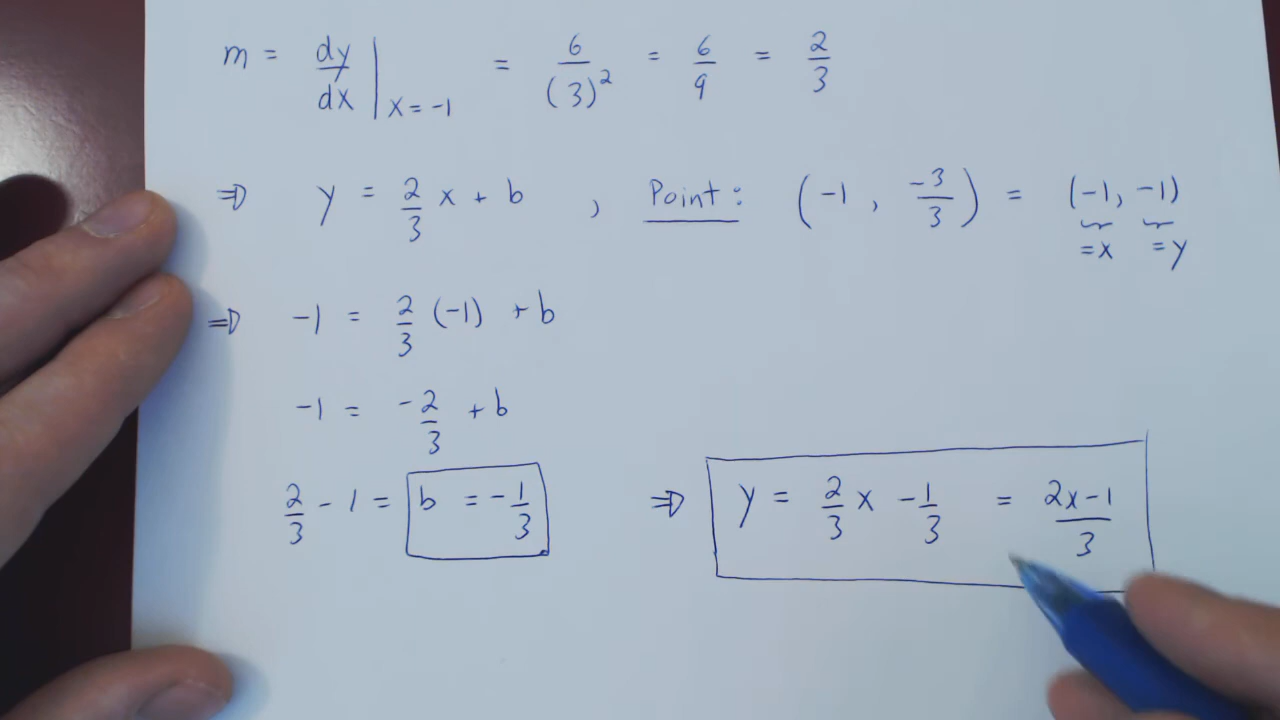 m = dy/dx |x=-1 = 6/(3)² = 6/9 = 2/3
⇒ y = 2/3 x + b , Point: (-1, -3/3) = (-1, -1)
=x =y
⇒ -1 = 2/3 (-1) + b
-1 = -2/3 + b
2/3 - 1 = b = -1/3 ⇒ y = 2/3 x - 1/3 = 2x-1/3